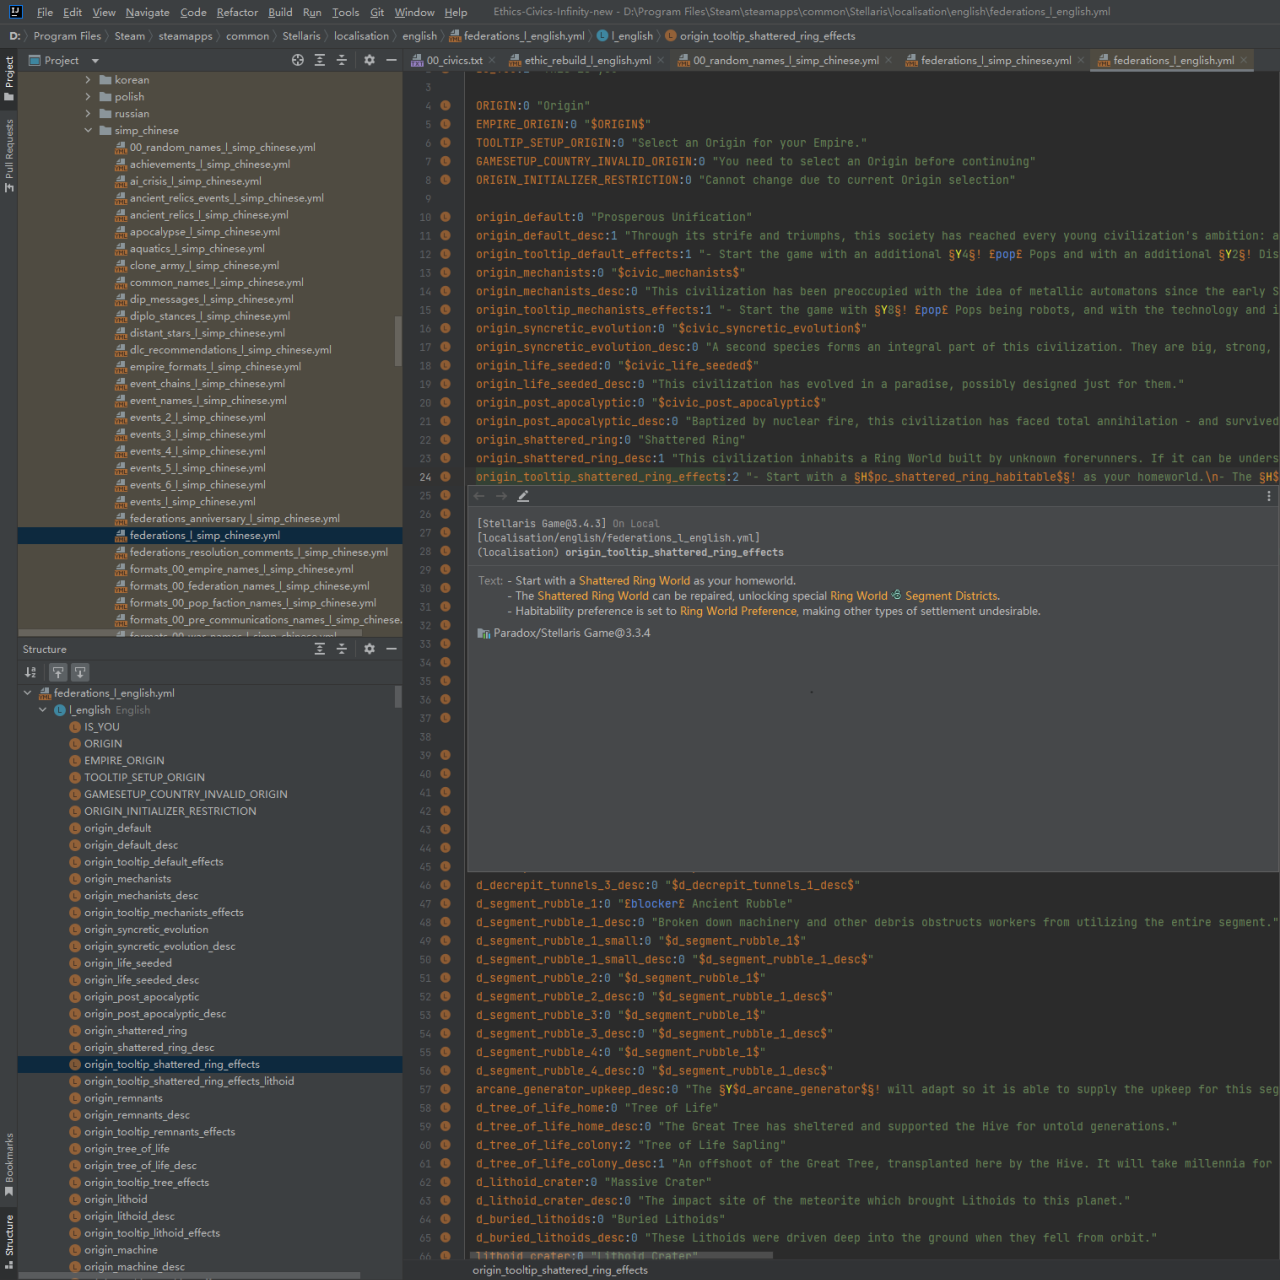 File Edit View Navigate Code Refactor Build Run Tools Git Window Help Ethics-Civics-Infinity-new - D:\Program Files\Steam\steamapps\common\Stellaris\localisation\english\federations_l_english.yml
D: Program Files Steam steamapps common Stellaris localisation english federations_l_english.yml l_english origin_tooltip_shattered_ring_effects
Project
Pull Requests
Bookmarks
Structure
Project
korean
polish
russian
simp_chinese
00_random_names_l_simp_chinese.yml
achievements_l_simp_chinese.yml
ai_crisis_l_simp_chinese.yml
ancient_relics_events_l_simp_chinese.yml
ancient_relics_l_simp_chinese.yml
apocalypse_l_simp_chinese.yml
aquatics_l_simp_chinese.yml
clone_army_l_simp_chinese.yml
common_names_l_simp_chinese.yml
dip_messages_l_simp_chinese.yml
diplo_stances_l_simp_chinese.yml
distant_stars_l_simp_chinese.yml
dlc_recommendations_l_simp_chinese.yml
empire_formats_l_simp_chinese.yml
event_chains_l_simp_chinese.yml
event_names_l_simp_chinese.yml
events_2_l_simp_chinese.yml
events_3_l_simp_chinese.yml
events_4_l_simp_chinese.yml
events_5_l_simp_chinese.yml
events_6_l_simp_chinese.yml
events_l_simp_chinese.yml
federations_anniversary_l_simp_chinese.yml
federations_l_simp_chinese.yml
federations_resolution_comments_l_simp_chinese.yml
formats_00_empire_names_l_simp_chinese.yml
formats_00_federation_names_l_simp_chinese.yml
formats_00_pop_faction_names_l_simp_chinese.yml
formats_00_pre_communications_names_l_simp_chinese.
formats_00_war_names_l_simp_chinese.yml
Structure
federations_l_english.yml
l_english English
IS_YOU
ORIGIN
EMPIRE_ORIGIN
TOOLTIP_SETUP_ORIGIN
GAMESETUP_COUNTRY_INVALID_ORIGIN
ORIGIN_INITIALIZER_RESTRICTION
origin_default
origin_default_desc
origin_tooltip_default_effects
origin_mechanists
origin_mechanists_desc
origin_tooltip_mechanists_effects
origin_syncretic_evolution
origin_syncretic_evolution_desc
origin_life_seeded
origin_life_seeded_desc
origin_post_apocalyptic
origin_post_apocalyptic_desc
origin_shattered_ring
origin_shattered_ring_desc
origin_tooltip_shattered_ring_effects
origin_tooltip_shattered_ring_effects_lithoid
origin_remnants
origin_remnants_desc
origin_tooltip_remnants_effects
origin_tree_of_life
origin_tree_of_life_desc
origin_tooltip_tree_effects
origin_lithoid
origin_lithoid_desc
origin_tooltip_lithoid_effects
origin_machine
origin_machine_desc
00_civics.txt ethic_rebuild_l_english.yml 00_random_names_l_simp_chinese.yml federations_l_simp_chinese.yml federations_l_english.yml
3
4 ORIGIN:0 "Origin"
5 EMPIRE_ORIGIN:0 "$ORIGIN$"
6 TOOLTIP_SETUP_ORIGIN:0 "Select an Origin for your Empire."
7 GAMESETUP_COUNTRY_INVALID_ORIGIN:0 "You need to select an Origin before continuing"
8 ORIGIN_INITIALIZER_RESTRICTION:0 "Cannot change due to current Origin selection"
9
10 origin_default:0 "Prosperous Unification"
11 origin_default_desc:1 "Through its strife and triumphs, this society has reached every young civilization's ambition: a
12 origin_tooltip_default_effects:1 "- Start the game with an additional §Y4§! £pop£ Pops and with an additional §Y2§! Dis
13 origin_mechanists:0 "$civic_mechanists$"
14 origin_mechanists_desc:0 "This civilization has been preoccupied with the idea of metallic automatons since the early S
15 origin_tooltip_mechanists_effects:1 "- Start the game with §Y8§! £pop£ Pops being robots, and with the technology and i
16 origin_syncretic_evolution:0 "$civic_syncretic_evolution$"
17 origin_syncretic_evolution_desc:0 "A second species forms an integral part of this civilization. They are big, strong,
18 origin_life_seeded:0 "$civic_life_seeded$"
19 origin_life_seeded_desc:0 "This civilization has evolved in a paradise, possibly designed just for them."
20 origin_post_apocalyptic:0 "$civic_post_apocalyptic$"
21 origin_post_apocalyptic_desc:0 "Baptized by nuclear fire, this civilization has faced total annihilation - and survived
22 origin_shattered_ring:0 "Shattered Ring"
23 origin_shattered_ring_desc:1 "This civilization inhabits a Ring World built by unknown forerunners. If it can be unders
24 origin_tooltip_shattered_ring_effects:2 "- Start with a §H$pc_shattered_ring_habitable$§! as your homeworld.\n- The §H$
25
26
27
28
29
30
31
32
33
34
35
36
37
38
39
40
41
42
43
44
45
[Stellaris Game@3.4.3] On Local
[localisation/english/federations_l_english.yml]
(localisation) origin_tooltip_shattered_ring_effects
Text: - Start with a Shattered Ring World as your homeworld.
- The Shattered Ring World can be repaired, unlocking special Ring World Segment Districts.
- Habitability preference is set to Ring World Preference, making other types of settlement undesirable.
Paradox/Stellaris Game@3.3.4
46 d_decrepit_tunnels_3_desc:0 "$d_decrepit_tunnels_1_desc$"
47 d_segment_rubble_1:0 "£blocker£ Ancient Rubble"
48 d_segment_rubble_1_desc:0 "Broken down machinery and other debris obstructs workers from utilizing the entire segment."
49 d_segment_rubble_1_small:0 "$d_segment_rubble_1$"
50 d_segment_rubble_1_small_desc:0 "$d_segment_rubble_1_desc$"
51 d_segment_rubble_2:0 "$d_segment_rubble_1$"
52 d_segment_rubble_2_desc:0 "$d_segment_rubble_1_desc$"
53 d_segment_rubble_3:0 "$d_segment_rubble_1$"
54 d_segment_rubble_3_desc:0 "$d_segment_rubble_1_desc$"
55 d_segment_rubble_4:0 "$d_segment_rubble_1$"
56 d_segment_rubble_4_desc:0 "$d_segment_rubble_1_desc$"
57 arcane_generator_upkeep_desc:0 "The §Y$d_arcane_generator$§! will adapt so it is able to supply the upkeep for this seg
58 d_tree_of_life_home:0 "Tree of Life"
59 d_tree_of_life_home_desc:0 "The Great Tree has sheltered and supported the Hive for untold generations."
60 d_tree_of_life_colony:2 "Tree of Life Sapling"
61 d_tree_of_life_colony_desc:1 "An offshoot of the Great Tree, transplanted here by the Hive. It will take millennia for
62 d_lithoid_crater:0 "Massive Crater"
63 d_lithoid_crater_desc:0 "The impact site of the meteorite which brought Lithoids to this planet."
64 d_buried_lithoids:0 "Buried Lithoids"
65 d_buried_lithoids_desc:0 "These Lithoids were driven deep into the ground when they fell from orbit."
66 lithoid_crater:0 "Lithoid Crater"
origin_tooltip_shattered_ring_effects